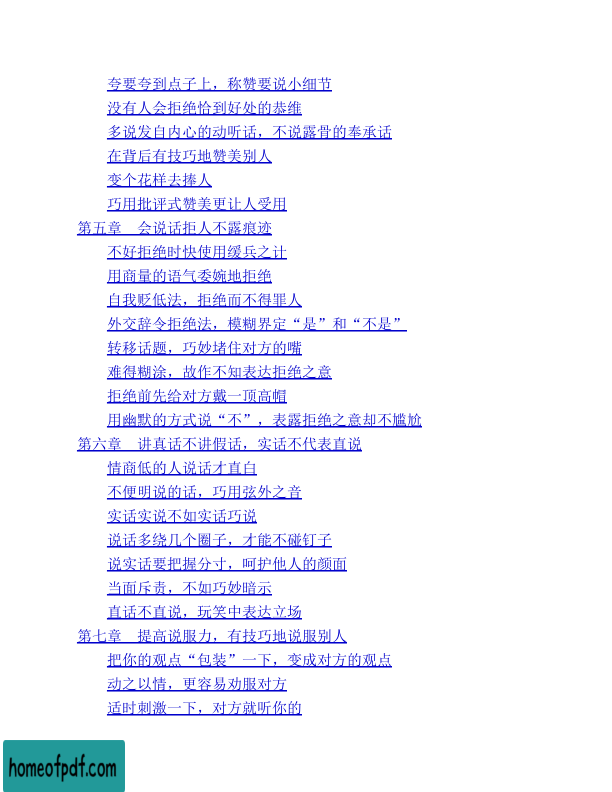 夸要夸到点子上，称赞要说小细节
没有人会拒绝恰到好处的恭维
多说发自内心的动听话，不说露骨的奉承话
在背后有技巧地赞美别人
变个花样去捧人
巧用批评式赞美更让人受用
第五章　会说话拒人不露痕迹
不好拒绝时快使用缓兵之计
用商量的语气委婉地拒绝
自我贬低法，拒绝而不得罪人
外交辞令拒绝法，模糊界定“是”和“不是”
转移话题，巧妙堵住对方的嘴
难得糊涂，故作不知表达拒绝之意
拒绝前先给对方戴一顶高帽
用幽默的方式说“不”，表露拒绝之意却不尴尬
第六章　讲真话不讲假话，实话不代表直说
情商低的人说话才直白
不便明说的话，巧用弦外之音
实话实说不如实话巧说
说话多绕几个圈子，才能不碰钉子
说实话要把握分寸，呵护他人的颜面
当面斥责，不如巧妙暗示
直话不直说，玩笑中表达立场
第七章　提高说服力，有技巧地说服别人
把你的观点“包装”一下，变成对方的观点
动之以情，更容易劝服对方
适时刺激一下，对方就听你的
homeofpdf.com